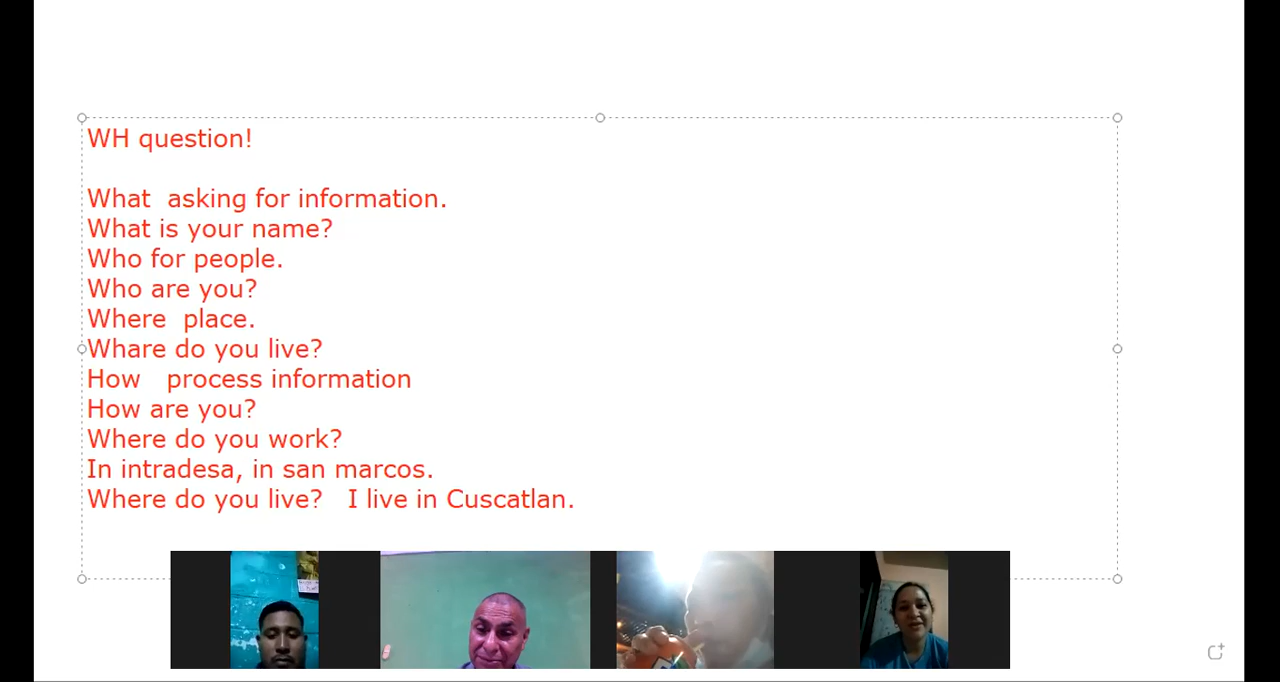 WH question!
What  asking for information.
What is your name?
Who for people.
Who are you?
Where  place.
Whare do you live?
How   process information
How are you?
Where do you work?
In intradesa, in san marcos.
Where do you live?   I live in Cuscatlan.